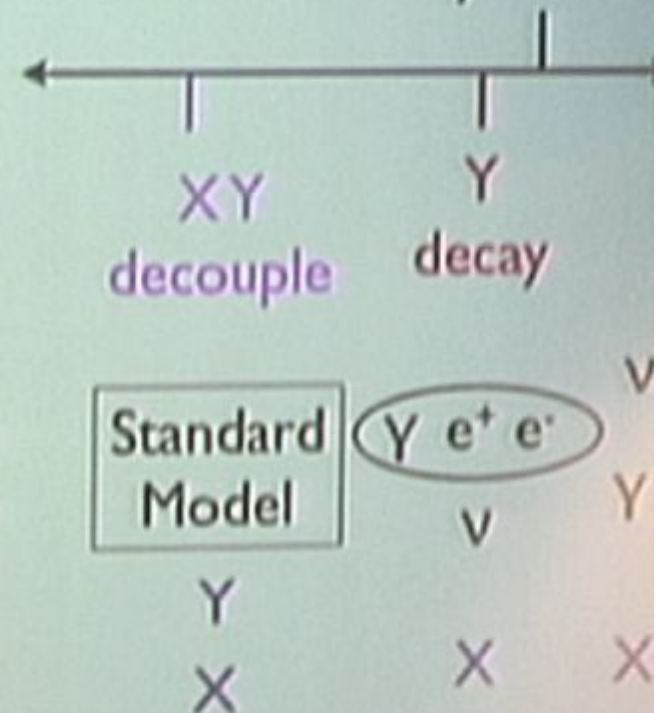 XY
decouple
Y
decay
Standard
Model
γ e⁺ e⁻
ν
Y
X
X
ν
γ
X